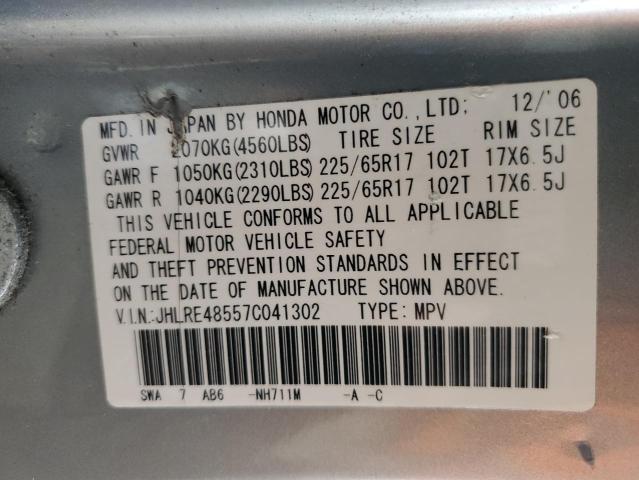 MFD. IN JAPAN BY HONDA MOTOR CO.,LTD: 12/'06
GVWR 2070KG(4560LBS) TIRE SIZE RIM SIZE
GAWR F 1050KG(2310LBS) 225/65R17 102T 17X6.5J
GAWR R 1040KG(2290LBS) 225/65R17 102T 17X6.5J
THIS VEHICLE CONFORMS TO ALL APPLICABLE
FEDERAL MOTOR VEHICLE SAFETY
AND THEFT PREVENTION STANDARDS IN EFFECT
ON THE DATE OF MANUFACTURE SHOWN ABOVE.
V.I.N.:JHLRE48557C041302 TYPE: MPV
SWA 7 AB6 -NH711M -A -C